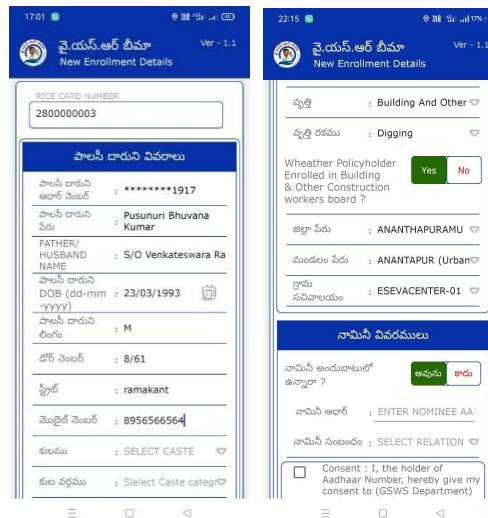 17:01
వై.యస్.ఆర్ బీమా
Ver - 1.1
New Enrollment Details
RICE CARD NUMBER
2800000003
పాలసీ దారుని వివరాలు
పాలసీ దారుని
ఆధార్ నెంబర్
: ********1917
పాలసీ దారుని
పేరు
: Pusunuri Bhuvana
Kumar
FATHER/
HUSBAND
NAME
: S/O Venkateswara Ra
పాలసీ దారుని
DOB (dd-mm
-yyyy)
: 23/03/1993
పాలసీ దారుని
లింగం
: M
డోర్ నెంబర్
: 8/61
స్ట్రీట్
: ramakant
మొబైల్ నెంబర్
: 8956566564
కులము
: SELECT CASTE
కుల వర్గము
: Slelect Caste categr
22:15
17%
వై.యస్.ఆర్ బీమా
Ver - 1.1
New Enrollment Details
వృత్తి
: Building And Other
వృత్తి రకము
: Digging
Wheather Policyholder
Enrolled in Building
& Other Construction
workers board ?
Yes
No
జిల్లా పేరు
: ANANTHAPURAMU
మండలం పేరు
: ANANTAPUR (Urban
గ్రామ
సచివాలయం
: ESEVACENTER-01
నామినీ వివరములు
నామినీ అందుబాటులో
ఉన్నారా ?
అవును
కాదు
నామినీ ఆధార్
: ENTER NOMINEE AA
నామినీ సంబంధం
: SELECT RELATION
Consent : I, the holder of
Aadhaar Number, hereby give my
consent to (GSWS Department)